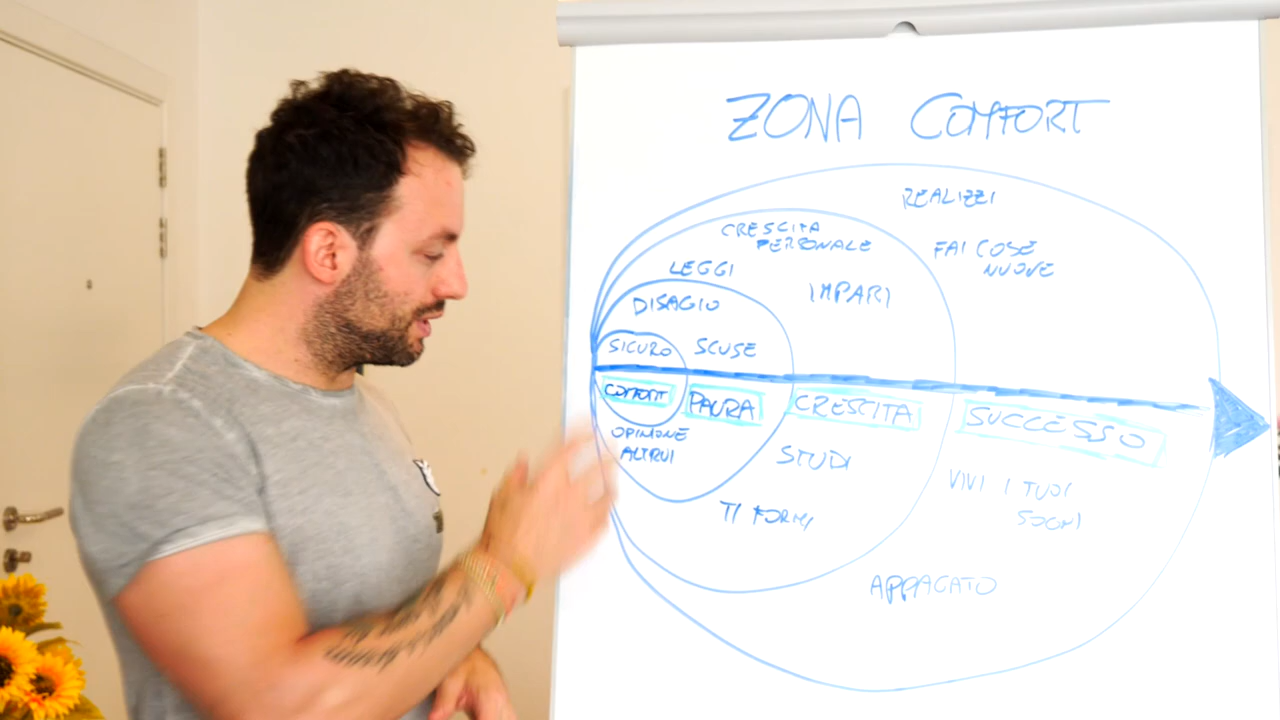 ZONA COMFORT
REALIZZI
CRESCITA
PERSONALE
FAI COSE
NUOVE
LEGGI
IMPARI
DISAGIO
SICURO
SCUSE
COMFORT
PAURA
CRESCITA
SUCCESSO
OPINIONE
ALTRUI
STUDI
VIVI I TUOI
SOGNI
TI FORMI
APPAGATO